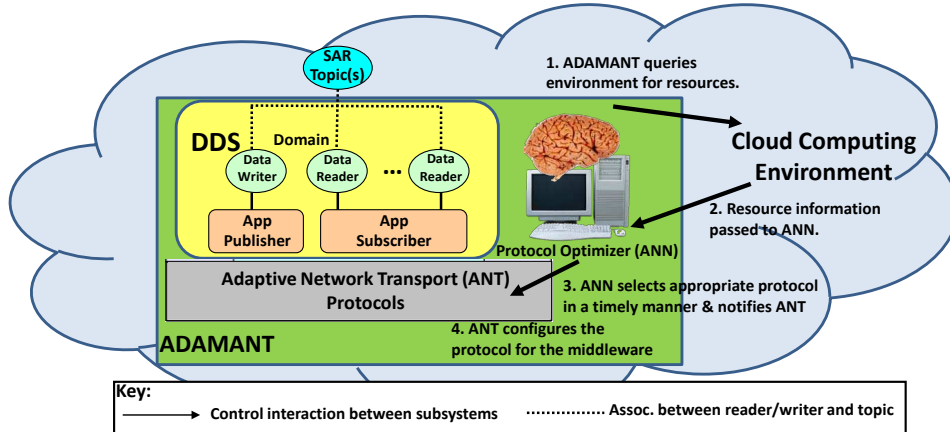 SAR
Topic(s)
1. ADAMANT queries
environment for resources.
DDS
Domain
Data
Writer
Data
Reader
...
Data
Reader
Cloud Computing
Environment
App
Publisher
App
Subscriber
2. Resource information
passed to ANN.
Protocol Optimizer (ANN)
Adaptive Network Transport (ANT)
Protocols
3. ANN selects appropriate protocol
in a timely manner & notifies ANT
4. ANT configures the
protocol for the middleware
ADAMANT
Key:
Control interaction between subsystems
Assoc. between reader/writer and topic